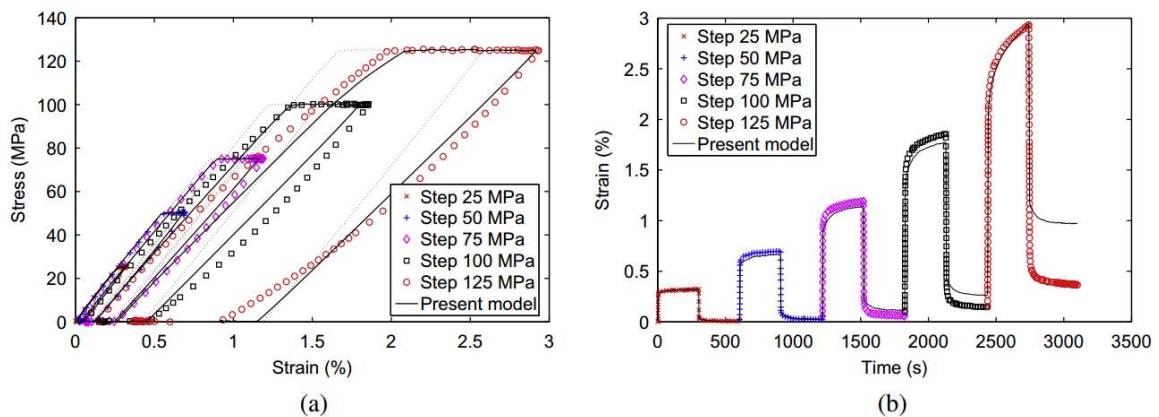 140
120
100
80
60
40
20
0
Stress (MPa)
0
0.5
1
1.5
2
2.5
3
Strain (%)
Step 25 MPa
Step 50 MPa
Step 75 MPa
Step 100 MPa
Step 125 MPa
Present model
(a)
3
2.5
2
1.5
1
0.5
0
Strain (%)
Step 25 MPa
Step 50 MPa
Step 75 MPa
Step 100 MPa
Step 125 MPa
Present model
0
500
1000
1500
2000
2500
3000
3500
Time (s)
(b)